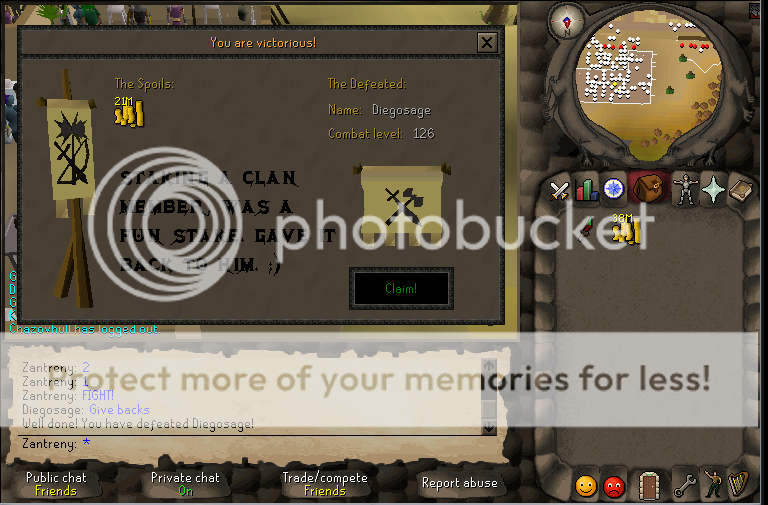 You are victorious!
The Spoils:
21M
The Defeated:
Name: Diegosage
Combat level: 126
STAKING A CLAN
MEMBER, WAS A
FUN STAKE. GAVE IT
BACK TO HIM. ;)
photobucket
Claim!
38M
G
D
G
K
Chazoxhull has logged out.
Protect more of your memories for less!
Zantreny: 2
Zantreny: 1
Zantreny: FIGHT!
Diegosage: Give backs
Well done! You have defeated Diegosage!
Zantreny: *
Public chat
Friends
Private chat
On
Trade/compete
Friends
Report abuse